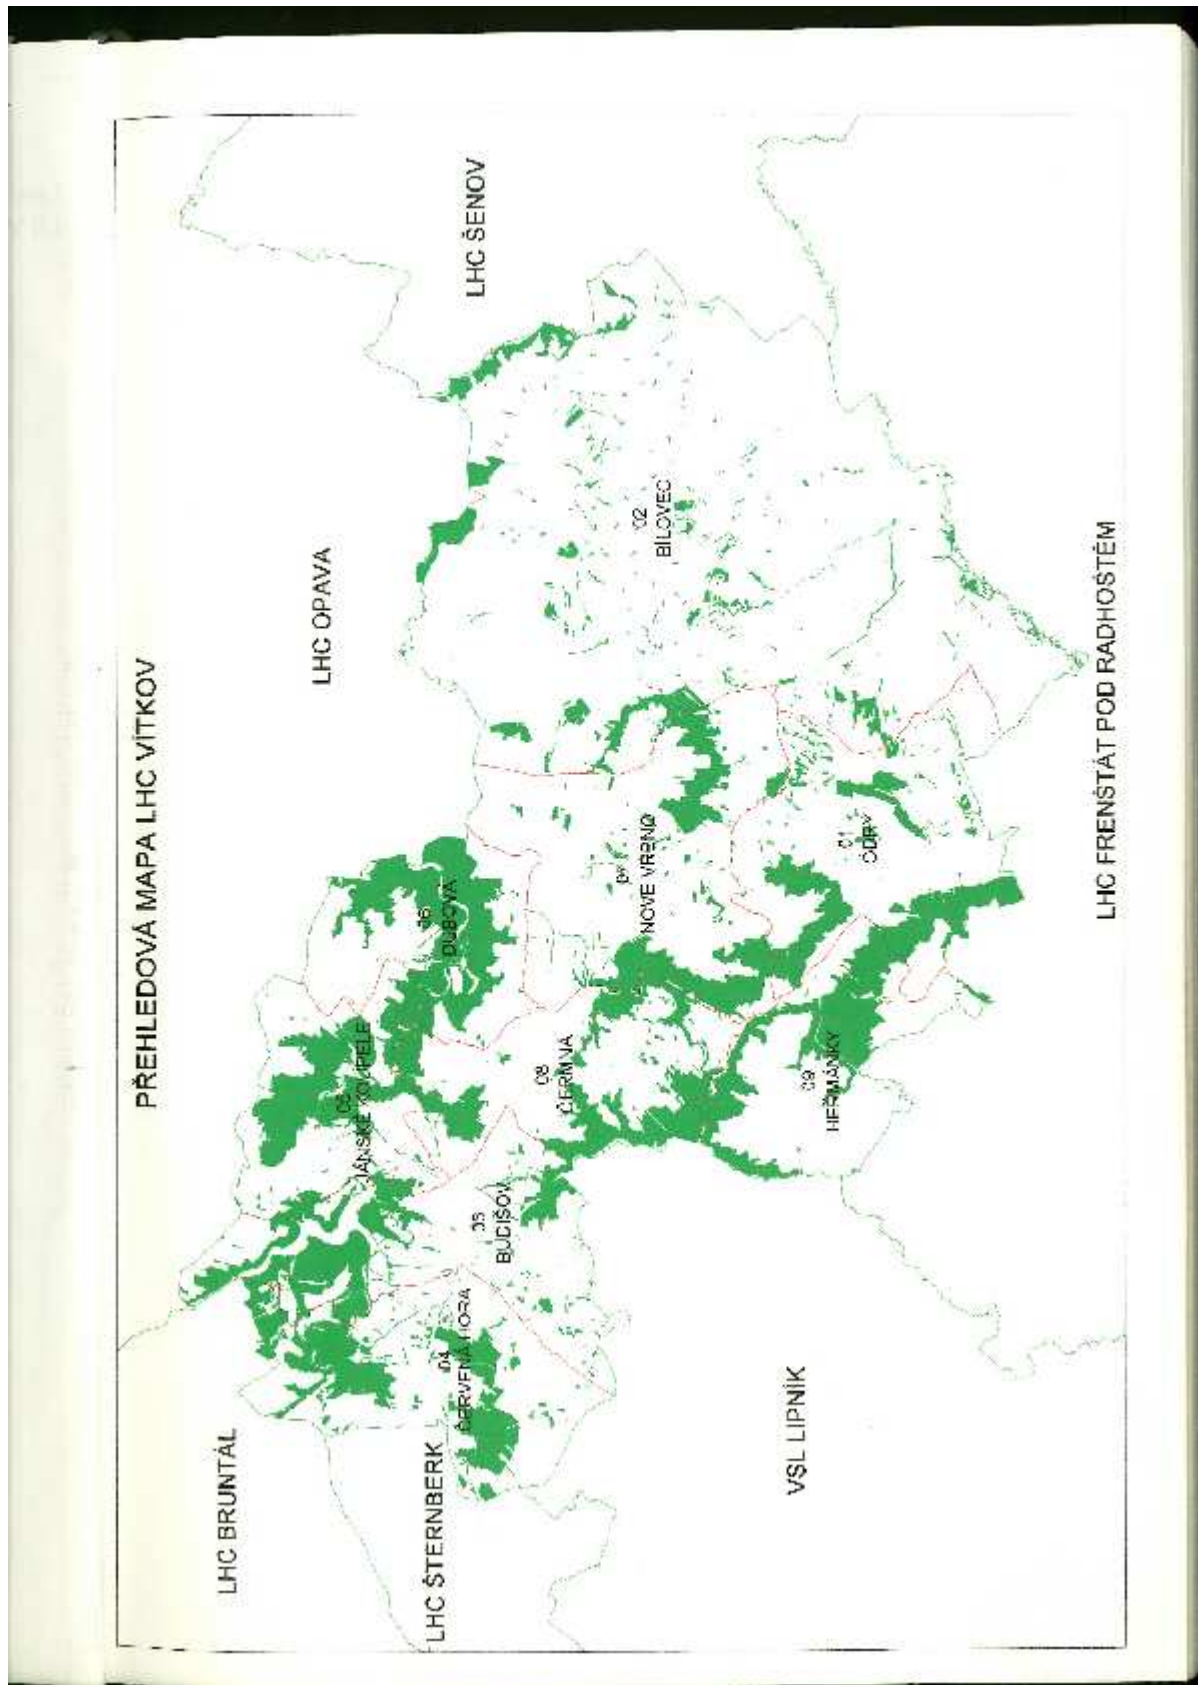 PŘEHLEDOVÁ MAPA LHC VÍTKOV
LHC BRUNTÁL
LHC OPAVA
LHC ŠENOV
LHC ŠTERNBERK
05
JÁNSKÉ KOUPELE
06
DUBOVÁ
04
ČERVENÁ HORA
03
BUDIŠOV
08
ČERMNÁ
NOVÉ VRBNO
02
BÍLOVEC
09
HEŘMÁNKY
01
ODRY
VSL LIPNÍK
LHC FRENŠTÁT POD RADHOŠTĚM